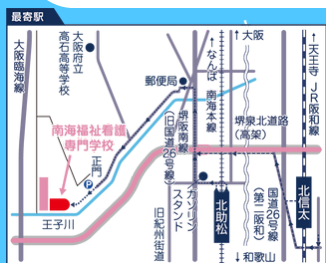 最寄駅
大阪臨海線
大阪府立
高石高等学校
郵便局
↑なんば
南海本線
↑大阪
↑天王寺
JR阪和線
堺泉北道路
(高架)
堺阪南線
旧国道26号線
南海福祉看護
専門学校
正門
P
王子川
ガソリン
スタンド
旧紀州街道
北助松
国道26号線
(第二阪和)
北信太
↓和歌山